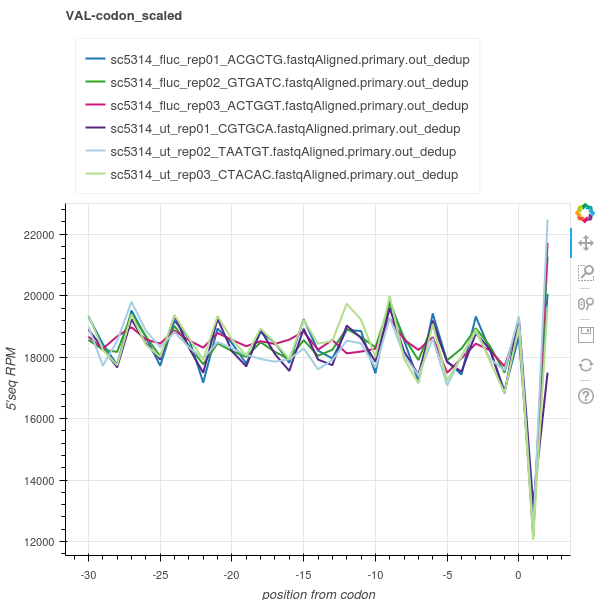 VAL-codon_scaled
sc5314_fluc_rep01_ACGCTG.fastqAligned.primary.out_dedup
sc5314_fluc_rep02_GTGATC.fastqAligned.primary.out_dedup
sc5314_fluc_rep03_ACTGGT.fastqAligned.primary.out_dedup
sc5314_ut_rep01_CGTGCA.fastqAligned.primary.out_dedup
sc5314_ut_rep02_TAATGT.fastqAligned.primary.out_dedup
sc5314_ut_rep03_CTACAC.fastqAligned.primary.out_dedup
22000
20000
18000
16000
14000
12000
5'seq RPM
-30 -25 -20 -15 -10 -5 0
position from codon